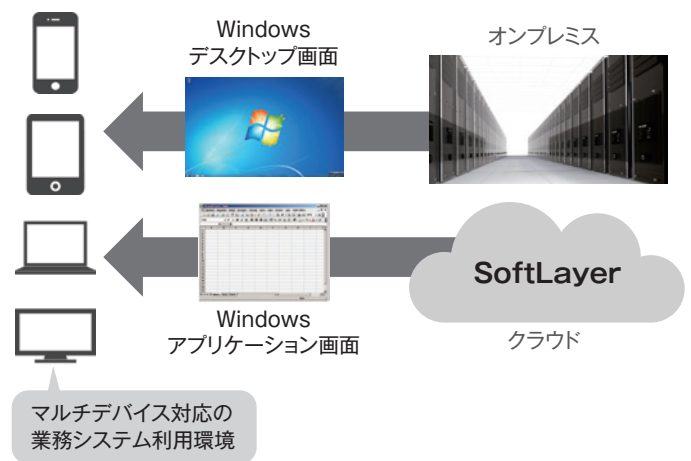 Windows
デスクトップ画面
オンプレミス
SoftLayer
Windows
アプリケーション画面
クラウド
マルチデバイス対応の
業務システム利用環境